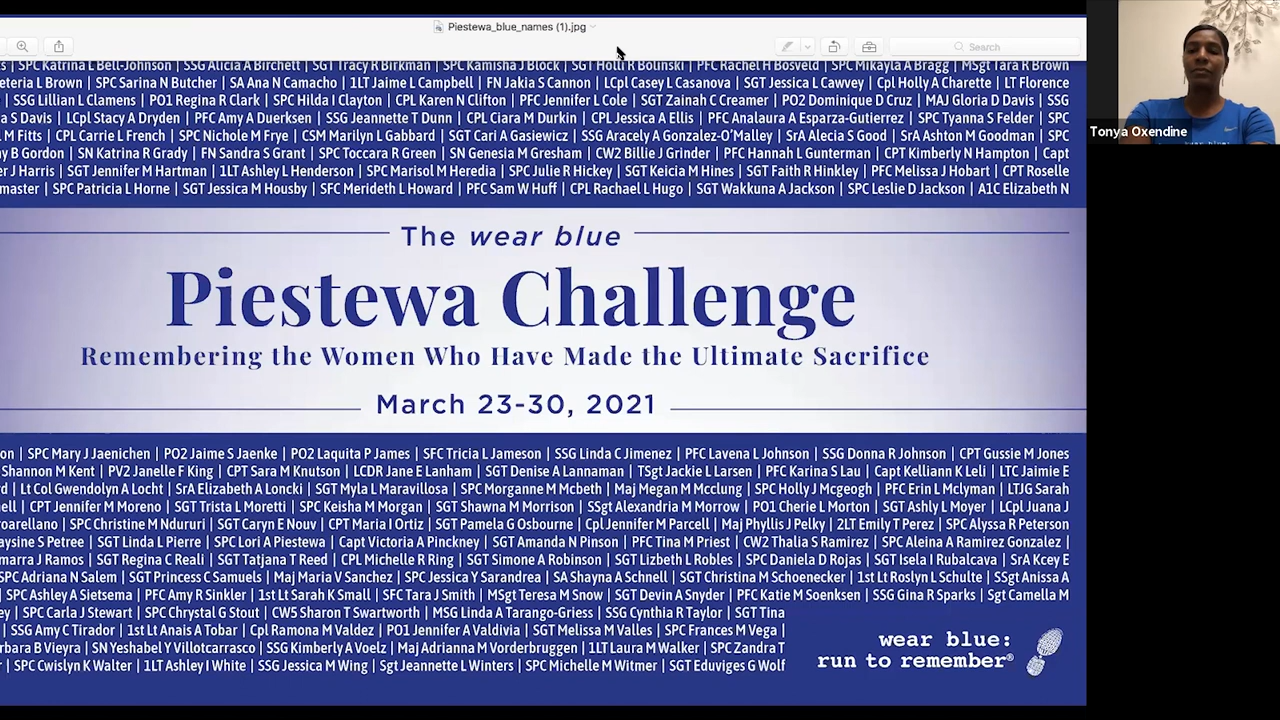 Piestewa_blue_names (1).jpg
Search
s | SPC Katrina L Bell-Johnson | SSG Alicia A Birchett | SGT Tracy R Birkman | SPC Kamisha J Block | SGT Holli R Bolinski | PFC Rachel H Bosveld | SPC Mikayla A Bragg | MSgt Tara R Brown
eteria L Brown | SPC Sarina N Butcher | SA Ana N Camacho | 1LT Jaime L Campbell | FN Jakia S Cannon | LCpl Casey L Casanova | SGT Jessica L Cawvey | Cpl Holly A Charette | LT Florence
| SSG Lillian L Clamens | PO1 Regina R Clark | SPC Hilda I Clayton | CPL Karen N Clifton | PFC Jennifer L Cole | SGT Zainah C Creamer | PO2 Dominique D Cruz | MAJ Gloria D Davis | SSG
a S Davis | LCpl Stacy A Dryden | PFC Amy A Duerksen | SSG Jeannette T Dunn | CPL Ciara M Durkin | SPC Jessica A Ellis | PFC Analaura A Esparza-Gutierrez | SPC Tyanna S Felder | SPC
L M Fitts | CPL Carrie L French | SPC Nichole M Frye | CSM Marilyn L Gabbard | SGT Cari A Gasiewicz | SSG Aracely A Gonzalez-O’Malley | SrA Alecia S Good | SrA Ashton M Goodman | SPC
y B Gordon | SN Katrina R Grady | FN Sandra S Grant | SPC Toccara R Green | SN Genesia M Gresham | CW2 Billie J Grinder | PFC Hannah L Gunterman | CPT Kimberly N Hampton | Capt
r J Harris | SGT Jennifer M Hartman | 1LT Ashley L Henderson | SPC Marisol M Heredia | SPC Julie R Hickey | SGT Keicia M Hines | SGT Faith R Hinkley | PFC Melissa J Hobart | CPT Roselle
master | SPC Patricia L Horne | SGT Jessica M Housby | SFC Merideth L Howard | PFC Sam W Huff | CPL Rachael L Hugo | SGT Wakkuna A Jackson | SPC Leslie D Jackson | A1C Elizabeth N
The wear blue
Piestewa Challenge
Remembering the Women Who Have Made the Ultimate Sacrifice
March 23-30, 2021
on | SPC Mary J Jaenichen | PO2 Jaime S Jaenke | PO2 Laquita P James | SFC Tricia L Jameson | SSG Linda C Jimenez | PFC Lavena L Johnson | SSG Donna R Johnson | CPT Gussie M Jones
Shannon M Kent | PV2 Janelle F King | CPT Sara M Knutson | LCDR Jane E Lanham | SGT Denise A Lannaman | TSgt Jackie L Larsen | PFC Karina S Lau | Capt Kelliann K Leli | LTC Jaimie E
d | Lt Col Gwendolyn A Locht | SrA Elizabeth A Loncki | SGT Myla L Maravillosa | SPC Morganne M Mcbeth | Maj Megan M Mcclung | SPC Holly J Mcgeogh | PFC Erin L Mclyman | LTJG Sarah
ell | CPT Jennifer M Moreno | SGT Trista L Moretti | SPC Keisha M Morgan | SGT Shawna M Morrison | SSgt Alexandria M Morrow | PO1 Cherie L Morton | SGT Ashly L Moyer | LCpl Juana J
roarellano | SPC Christine M Ndururi | SGT Caryn E Nouv | CPT Maria I Ortiz | SGT Pamela G Osbourne | Cpl Jennifer M Parcell | Maj Phyllis J Pelky | 2LT Emily T Perez | SPC Alyssa R Peterson
aysine S Petree | SGT Linda L Pierre | SPC Lori A Piestewa | Capt Victoria A Pinckney | SGT Amanda N Pinson | PFC Tina M Priest | CW2 Thalia S Ramirez | SPC Aleina A Ramirez Gonzalez |
marra J Ramos | SGT Regina C Reali | SGT Tatjana T Reed | CPL Michelle R Ring | SGT Simone A Robinson | SGT Lizbeth L Robles | SPC Daniela D Rojas | SGT Isela I Rubalcava | SrA Kcey E
SPC Adriana N Salem | SGT Princess C Samuels | Maj Maria V Sanchez | SPC Jessica Y Sarandrea | SA Shayna A Schnell | SGT Christina M Schoenecker | 1st Lt Roslyn L Schulte | SSgt Anissa A
| SPC Ashley A Sietsema | PFC Amy R Sinkler | 1st Lt Sarah K Small | SFC Tara J Smith | MSgt Teresa M Snow | SGT Devin A Snyder | PFC Katie M Soenksen | SSG Gina R Sparks | Sgt Camella M
ey | SPC Carla J Stewart | SPC Chrystal G Stout | CW5 Sharon T Swartworth | MSG Linda A Tarango-Griess | SSG Cynthia R Taylor | SGT Tina
| SSG Amy C Tirador | 1st Lt Anais A Tobar | Cpl Ramona M Valdez | PO1 Jennifer A Valdivia | SGT Melissa M Valles | SPC Frances M Vega |
rbara B Vieyra | SN Yeshabel Y Villotcarrasco | SSG Kimberly A Voelz | Maj Adrianna M Vorderbruggen | 1LT Laura M Walker | SPC Zandra T
| SPC Cwislyn K Walter | 1LT Ashley I White | SSG Jessica M Wing | Sgt Jeannette L Winters | SPC Michelle M Witmer | SGT Eduviges G Wolf
wear blue:
run to remember®
Tonya Oxendine